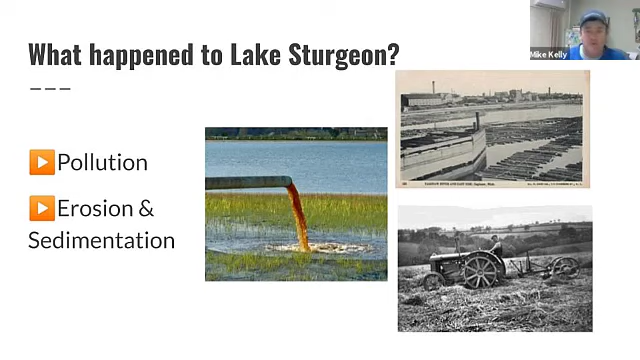 What happened to Lake Sturgeon?
Mike Kelly
Pollution
Erosion &
Sedimentation